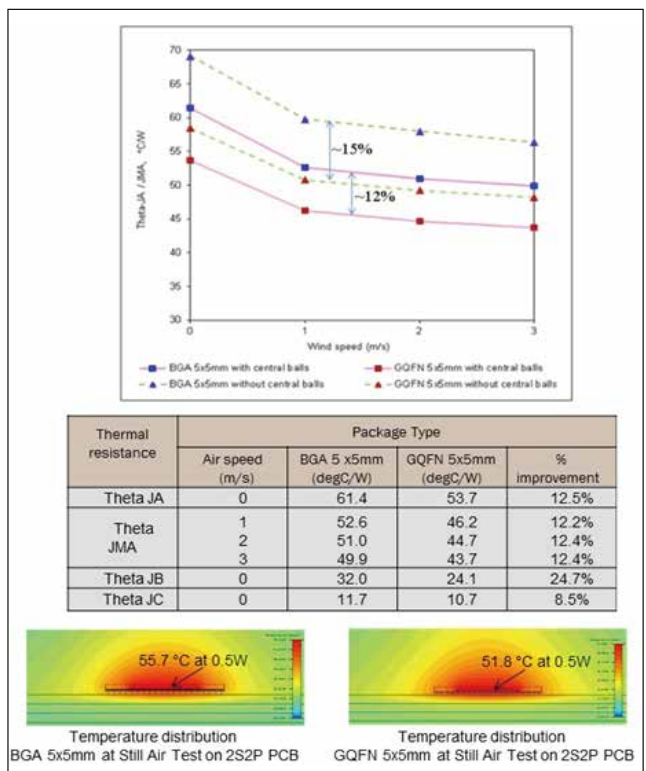 70
65
60
55
50
45
40
35
30
Theta-JA / JMA, °C/W
~15%
~12%
0 1 2 3
Wind speed (m/s)
BGA 5x5mm with central balls GQFN 5x5mm with central balls
BGA 5x5mm without central balls GQFN 5x5mm without central balls
Thermal resistance Package Type
Air speed (m/s) BGA 5 x5mm (degC/W) GQFN 5x5mm (degC/W) % improvement
Theta JA 0 61.4 53.7 12.5%
Theta JMA 1 52.6 46.2 12.2%
2 51.0 44.7 12.4%
3 49.9 43.7 12.4%
Theta JB 0 32.0 24.1 24.7%
Theta JC 0 11.7 10.7 8.5%
55.7 °C at 0.5W
51.8 °C at 0.5W
Temperature distribution
BGA 5x5mm at Still Air Test on 2S2P PCB
Temperature distribution
GQFN 5x5mm at Still Air Test on 2S2P PCB